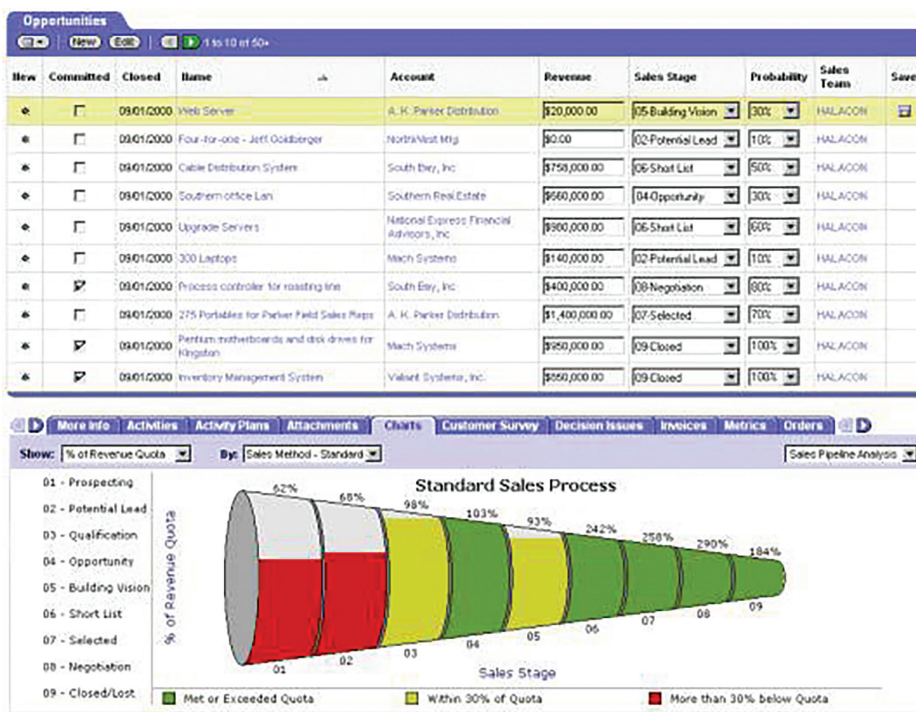 Opportunities
New Edit 1 to 10 of 50+
New Committed Closed Name Account Revenue Sales Stage Probability Sales Team Save
09/01/2000 Web Server A. K. Parker Distribution $20,000.00 05-Building Vision 30% HALACON
09/01/2000 Four-for-one - Jeff Goldberger NorthWest Mfg $0.00 02-Potential Lead 10% HALACON
09/01/2000 Cable Distribution System South Bay, Inc $758,000.00 06-Short List 50% HALACON
09/01/2000 Southern office Lan Southern Real Estate 04-Opportunity 30% HALACON
09/01/2000 Upgrade Servers National Express Financial Advisors, Inc 06-Short List 60% HALACON
09/01/2000 300 Laptops Mach Systems $140,000.00 02-Potential Lead 10% HALACON
09/01/2000 Process controller for roasting line South Bay, Inc $400,000.00 08-Negotiation 80% HALACON
09/01/2000 275 Portables for Parker Field Sales Reps A. K. Parker Distribution $1,400,000.00 07-Selected 70% HALACON
09/01/2000 Pentium motherboards and disk drives for Kingston Mach Systems $950,000.00 09-Closed 100% HALACON
09/01/2000 Inventory Management System Valiant Systems, Inc. 09-Closed 100% HALACON
More Info Activities Activity Plans Attachments Charts Customer Survey Decision Issues Invoices Metrics Orders
Show: % of Revenue Quota By: Sales Method - Standard Sales Pipeline Analysis
01 - Prospecting
02 - Potential Lead
03 - Qualification
04 - Opportunity
05 - Building Vision
06 - Short List
07 - Selected
08 - Negotiation
09 - Closed/Lost
Standard Sales Process
% of Revenue Quota
62% 68% 98% 103% 93% 242% 258% 290% 184%
01 02 03 04 05 06 07 08 09
Sales Stage
Met or Exceeded Quota Within 30% of Quota More than 30% below Quota